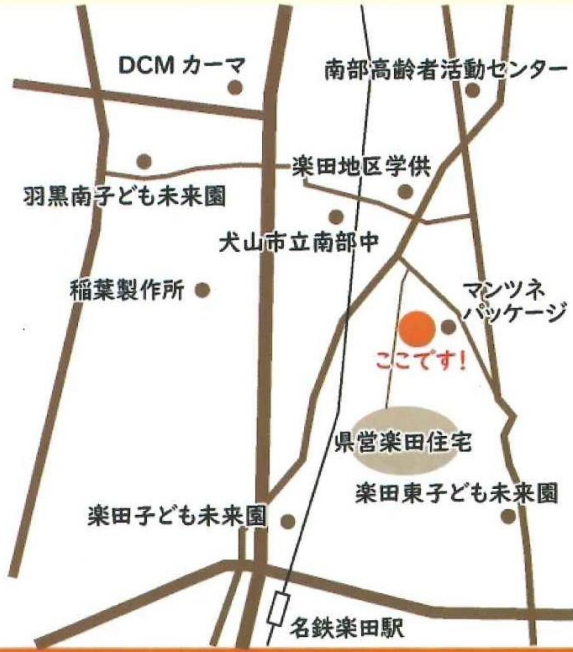 DCM カーマ
南部高齢者活動センター
楽田地区学供
羽黒南子ども未来園
犬山市立南部中
稲葉製作所
マンツネ
パッケージ
ここです!
県営楽田住宅
楽田東子ども未来園
楽田子ども未来園
名鉄楽田駅